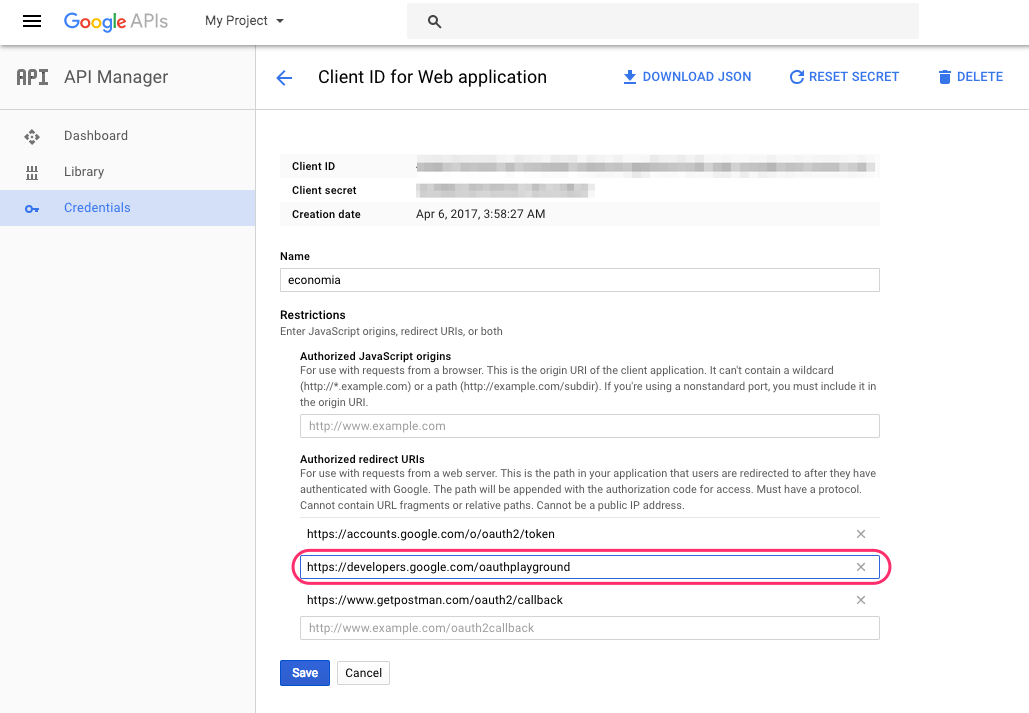 Google APIs My Project
API API Manager
Client ID for Web application DOWNLOAD JSON RESET SECRET DELETE
Dashboard
Library
Credentials
Client ID
Client secret
Creation date Apr 6, 2017, 3:58:27 AM
Name
economia
Restrictions
Enter JavaScript origins, redirect URIs, or both
Authorized JavaScript origins
For use with requests from a browser. This is the origin URI of the client application. It can't contain a wildcard
(http://*.example.com) or a path (http://example.com/subdir). If you're using a nonstandard port, you must include it in
the origin URI.
http://www.example.com
Authorized redirect URIs
For use with requests from a web server. This is the path in your application that users are redirected to after they have
authenticated with Google. The path will be appended with the authorization code for access. Must have a protocol.
Cannot contain URL fragments or relative paths. Cannot be a public IP address.
https://accounts.google.com/o/oauth2/token
https://developers.google.com/oauthplayground
https://www.getpostman.com/oauth2/callback
http://www.example.com/oauth2callback
Save Cancel